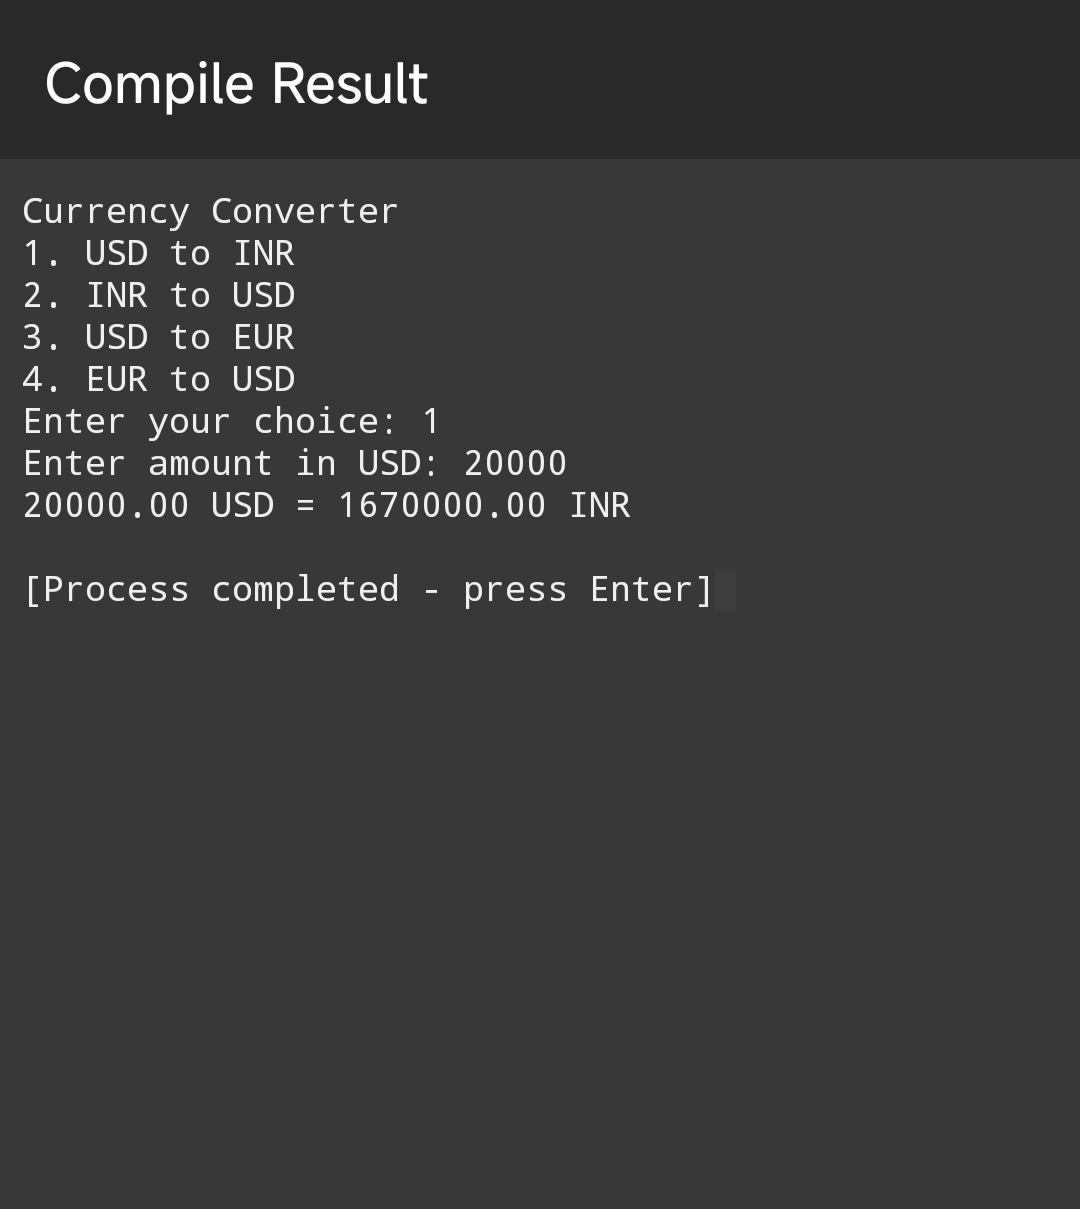 Compile Result
Currency Converter
1. USD to INR
2. INR to USD
3. USD to EUR
4. EUR to USD
Enter your choice: 1
Enter amount in USD: 20000
20000.00 USD = 1670000.00 INR
[Process completed - press Enter]